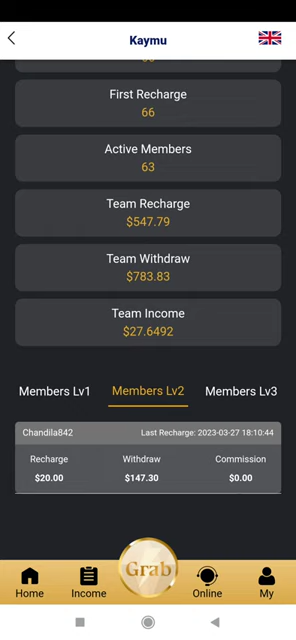 Kaymu
First Recharge
66
Active Members
63
Team Recharge
$547.79
Team Withdraw
$783.83
Team Income
$27.6492
Members Lv1 Members Lv2 Members Lv3
Chandila842 Last Recharge: 2023-03-27 18:10:44
Recharge Withdraw Commission
$20.00 $147.30 $0.00
Grab
Home Income Online My